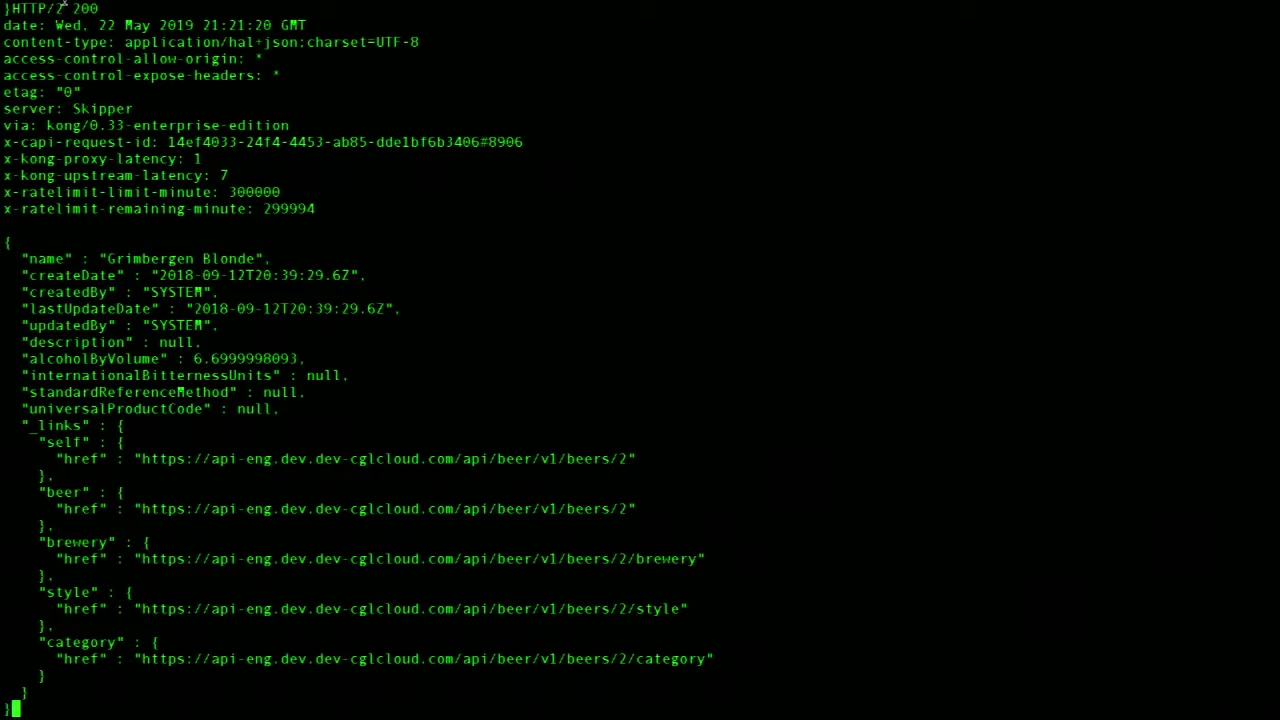 }HTTP/2 200
date: Wed, 22 May 2019 21:21:20 GMT
content-type: application/hal+json;charset=UTF-8
access-control-allow-origin: *
access-control-expose-headers: *
etag: "0"
server: Skipper
via: kong/0.33-enterprise-edition
x-capi-request-id: 14ef4033-24f4-4453-ab85-dde1bf6b3406#8906
x-kong-proxy-latency: 1
x-kong-upstream-latency: 7
x-ratelimit-limit-minute: 300000
x-ratelimit-remaining-minute: 299994
{
"name" : "Grimbergen Blonde",
"createDate" : "2018-09-12T20:39:29.6Z",
"createdBy" : "SYSTEM",
"lastUpdateDate" : "2018-09-12T20:39:29.6Z",
"updatedBy" : "SYSTEM",
"description" : null,
"alcoholByVolume" : 6.6999998093,
"internationalBitternessUnits" : null,
"standardReferenceMethod" : null,
"universalProductCode" : null,
"_links" : {
"self" : {
"href" : "https://api-eng.dev.dev-cglcloud.com/api/beer/v1/beers/2"
},
"beer" : {
"href" : "https://api-eng.dev.dev-cglcloud.com/api/beer/v1/beers/2"
},
"brewery" : {
"href" : "https://api-eng.dev.dev-cglcloud.com/api/beer/v1/beers/2/brewery"
},
"style" : {
"href" : "https://api-eng.dev.dev-cglcloud.com/api/beer/v1/beers/2/style"
},
"category" : {
"href" : "https://api-eng.dev.dev-cglcloud.com/api/beer/v1/beers/2/category"
}
}
}